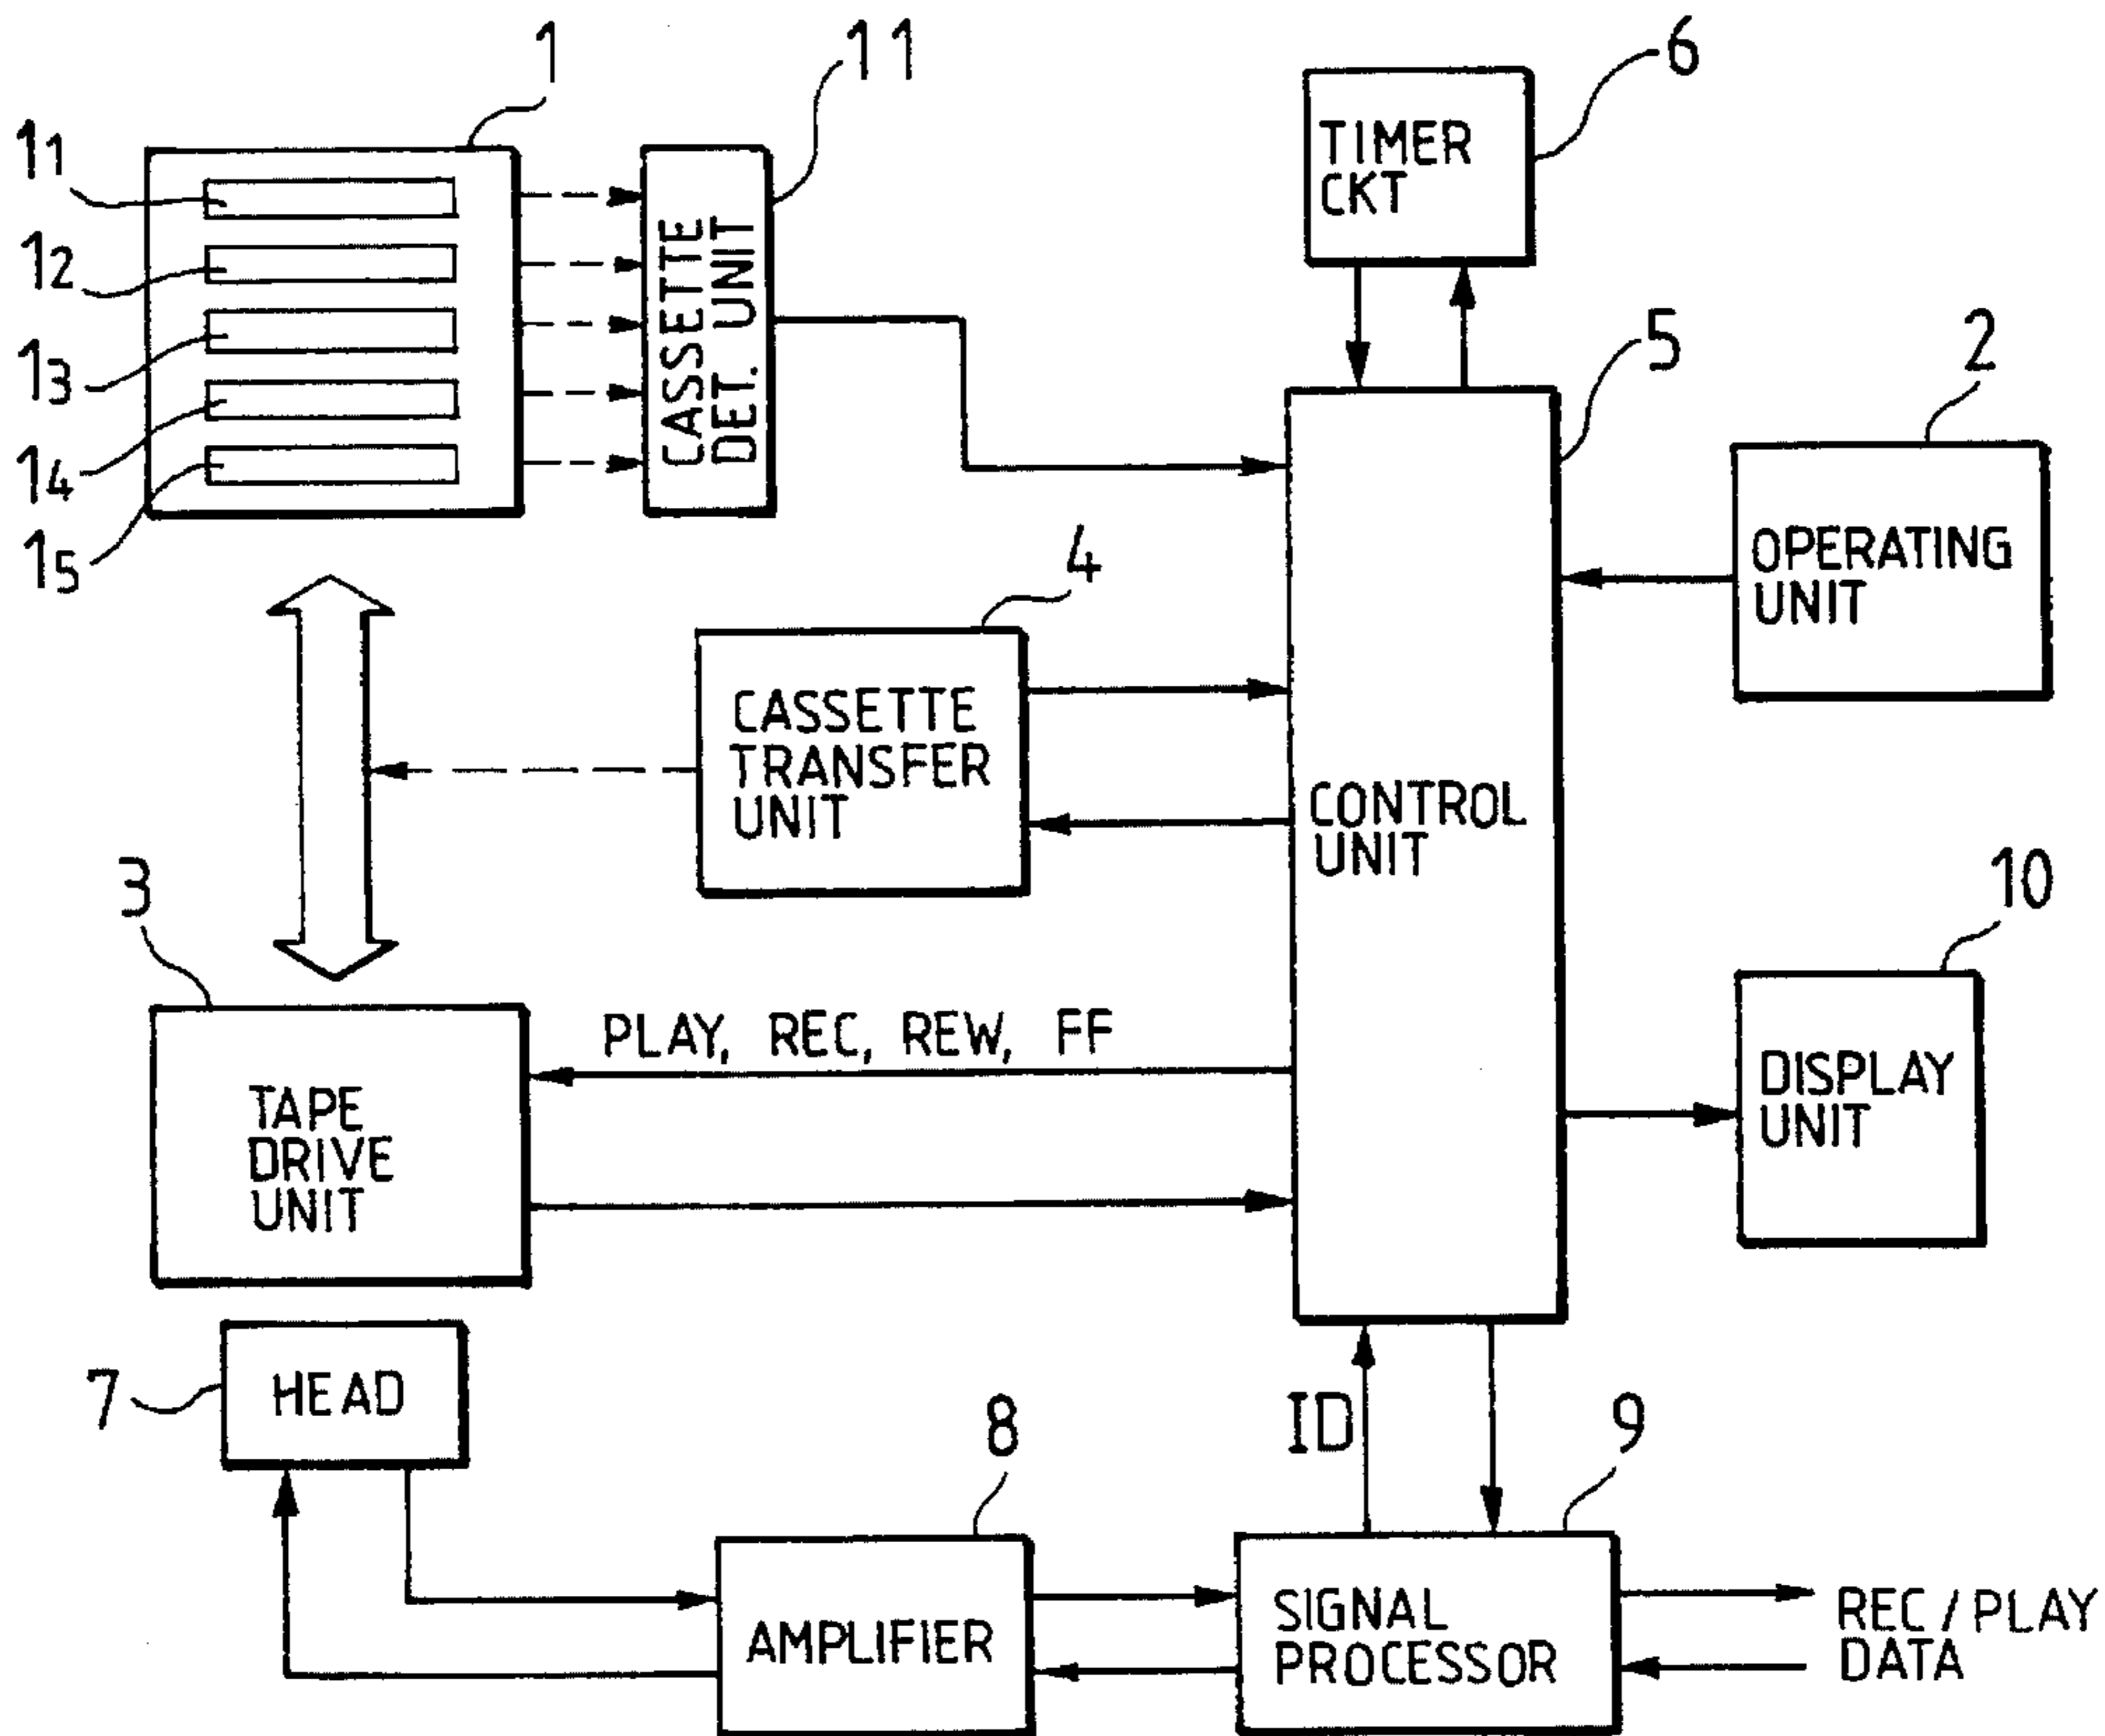 1
11
6
1₁
TIMER
CKT
1₂
1₃
1₄
1₅
CASSETTE
DET. UNIT
5
2
OPERATING
UNIT
4
CASSETTE
TRANSFER
UNIT
CONTROL
UNIT
3
10
PLAY, REC, REW, FF
TAPE
DRIVE
UNIT
DISPLAY
UNIT
7
HEAD
8
ID
9
AMPLIFIER
SIGNAL
PROCESSOR
REC/PLAY
DATA